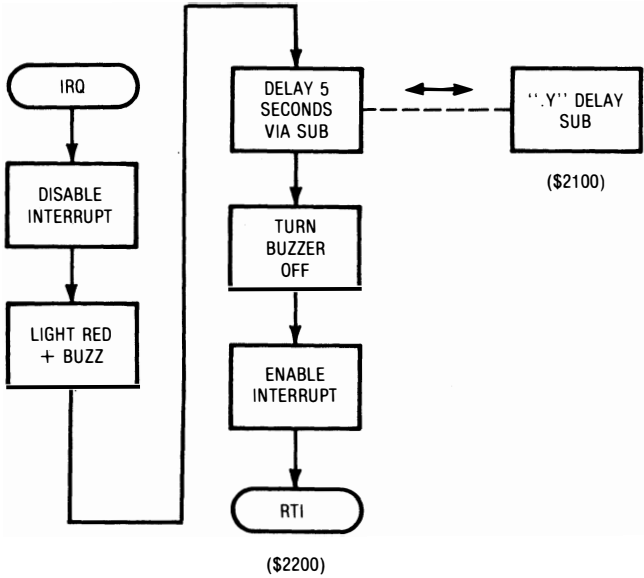 IRQ
DISABLE
INTERRUPT
LIGHT RED
+ BUZZ
DELAY 5
SECONDS
VIA SUB
".Y" DELAY
SUB
($2100)
TURN
BUZZER
OFF
ENABLE
INTERRUPT
RTI
($2200)